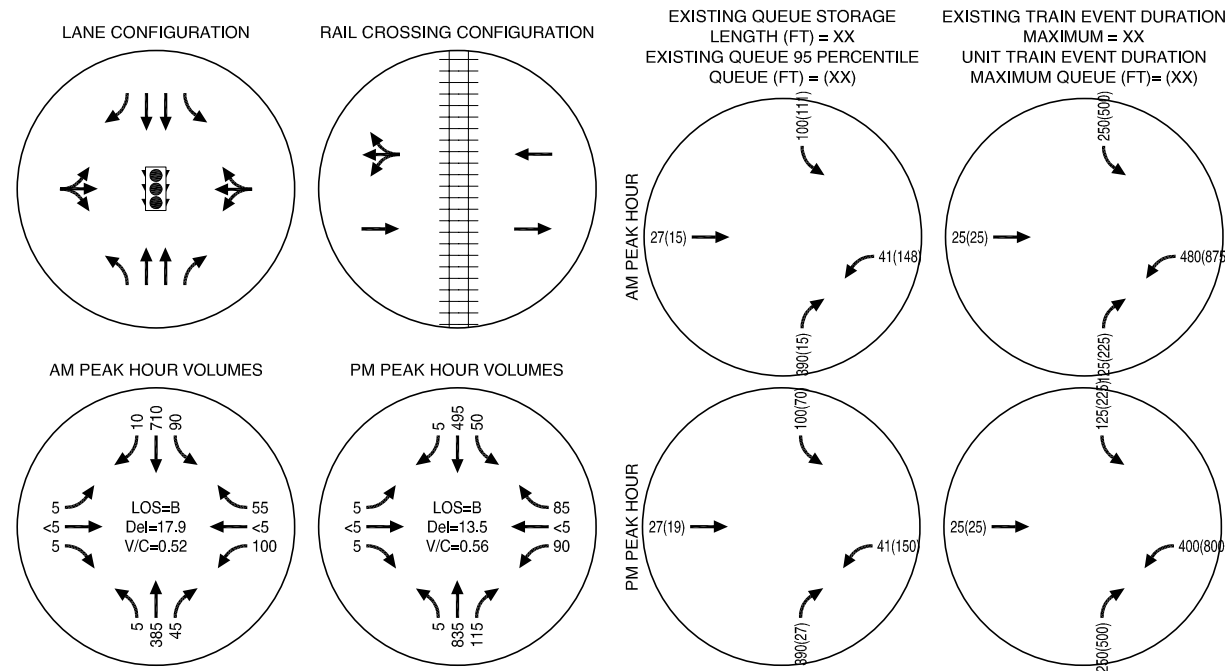 LANE CONFIGURATION
RAIL CROSSING CONFIGURATION
EXISTING QUEUE STORAGE
LENGTH (FT) = XX
EXISTING QUEUE 95 PERCENTILE
QUEUE (FT) = (XX)
EXISTING TRAIN EVENT DURATION
MAXIMUM = XX
UNIT TRAIN EVENT DURATION
MAXIMUM QUEUE (FT)= (XX)
AM PEAK HOUR
100(111)
27(15)
41(148)
390(15)
250(500)
25(25)
480(875
125(225)
AM PEAK HOUR VOLUMES
10
710
90
5
<5
5
LOS=B
Del=17.9
V/C=0.52
55
<5
100
5
385
45
PM PEAK HOUR VOLUMES
5
495
50
5
<5
5
LOS=B
Del=13.5
V/C=0.56
85
<5
90
5
835
115
PM PEAK HOUR
100(70)
27(19)
41(150)
390(27)
125(225)
25(25)
400(800
250(500)